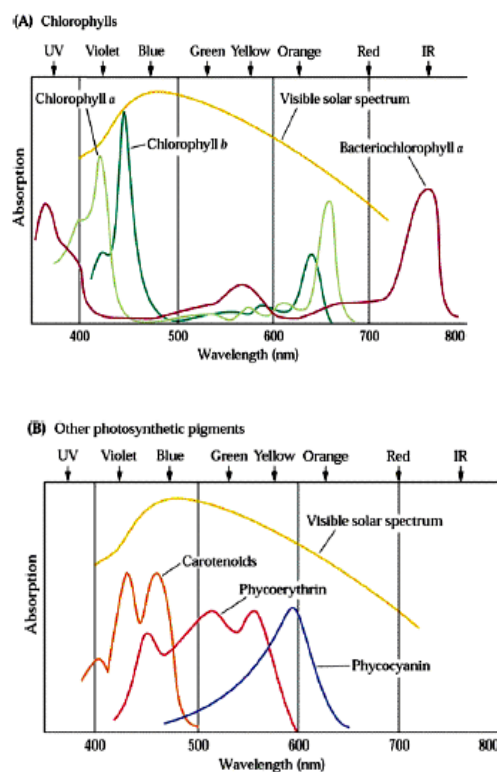 (A) Chlorophylls
UV Violet Blue Green Yellow Orange Red IR
Chlorophyll a
Visible solar spectrum
Chlorophyll b
Bacteriochlorophyll a
Absorption
400 500 600 700 800
Wavelength (nm)
(B) Other photosynthetic pigments
UV Violet Blue Green Yellow Orange Red IR
Visible solar spectrum
Carotenoids
Phycoerythrin
Phycocyanin
Absorption
400 500 600 700 800
Wavelength (nm)